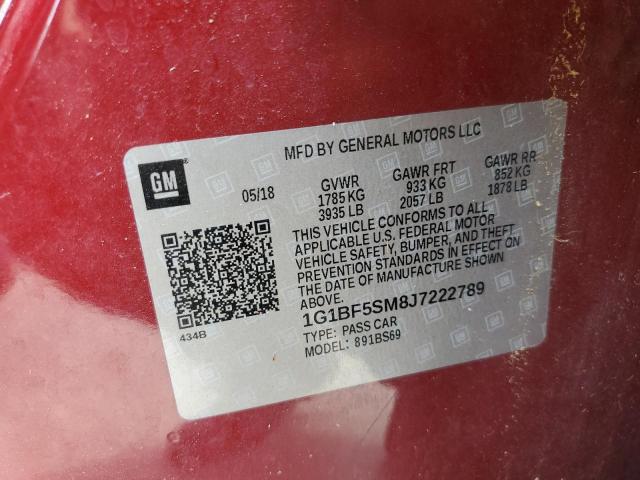 MFD BY GENERAL MOTORS LLC
GM
05/18
GVWR GAWR FRT GAWR RR
1785 KG 933 KG 852 KG
3935 LB 2057 LB 1878 LB
THIS VEHICLE CONFORMS TO ALL
APPLICABLE U.S. FEDERAL MOTOR
VEHICLE SAFETY, BUMPER, AND THEFT
PREVENTION STANDARDS IN EFFECT ON
THE DATE OF MANUFACTURE SHOWN
ABOVE.
434B
1G1BF5SM8J7222789
TYPE: PASS CAR
MODEL: 891BS69